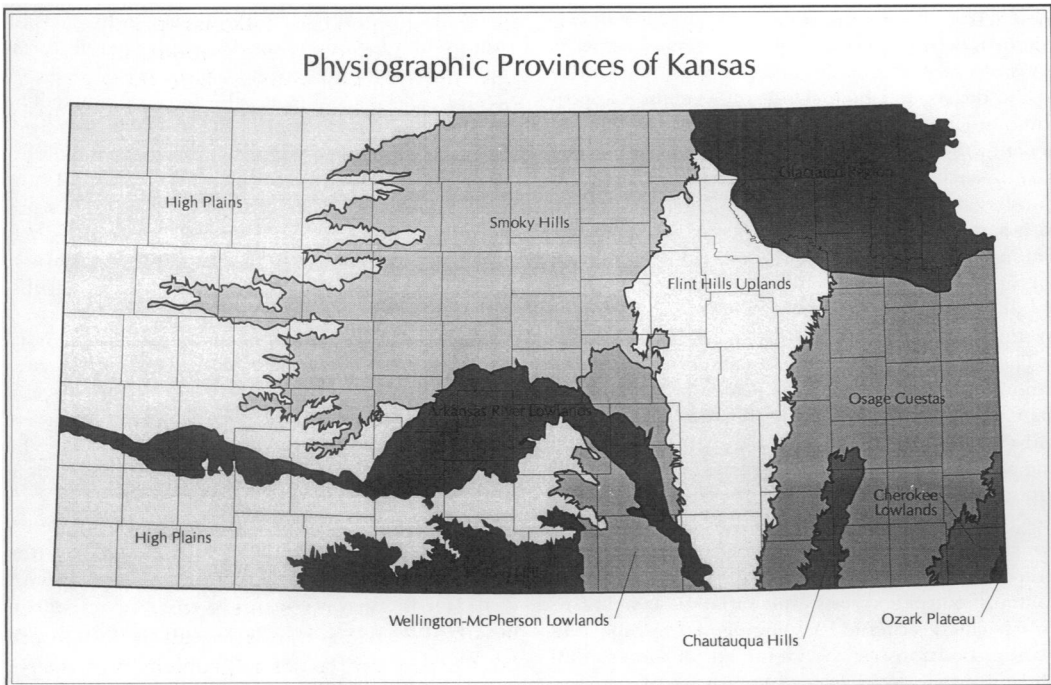 Physiographic Provinces of Kansas
Glaciated Region
High Plains
Smoky Hills
Flint Hills Uplands
Osage Cuestas
Arkansas River Lowlands
Cherokee
Lowlands
High Plains
Wellington-McPherson Lowlands
Ozark Plateau
Chautauqua Hills